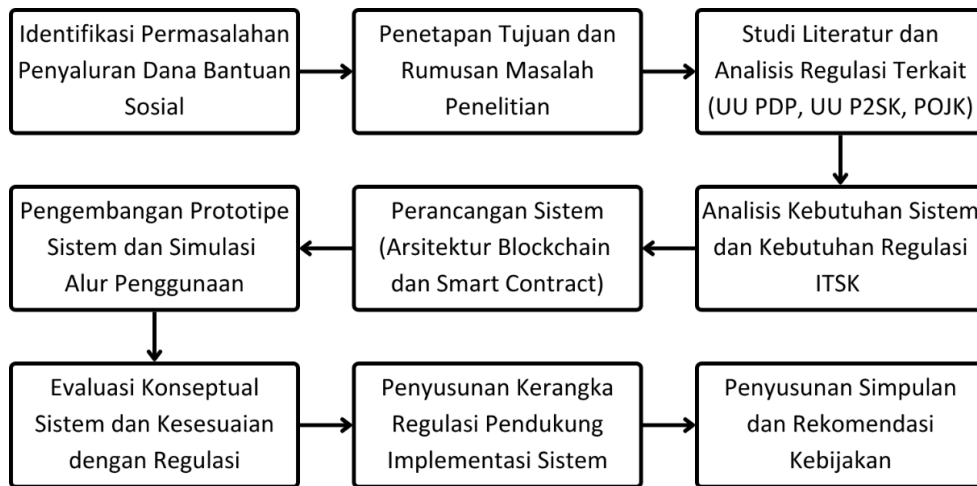 Identifikasi Permasalahan
Penyaluran Dana Bantuan
Sosial
Penetapan Tujuan dan
Rumusan Masalah
Penelitian
Studi Literatur dan
Analisis Regulasi Terkait
(UU PDP, UU P2SK, POJK)
Analisis Kebutuhan Sistem
dan Kebutuhan Regulasi
ITSK
Perancangan Sistem
(Arsitektur Blockchain
dan Smart Contract)
Pengembangan Prototipe
Sistem dan Simulasi
Alur Penggunaan
Evaluasi Konseptual
Sistem dan Kesesuaian
dengan Regulasi
Penyusunan Kerangka
Regulasi Pendukung
Implementasi Sistem
Penyusunan Simpulan
dan Rekomendasi
Kebijakan